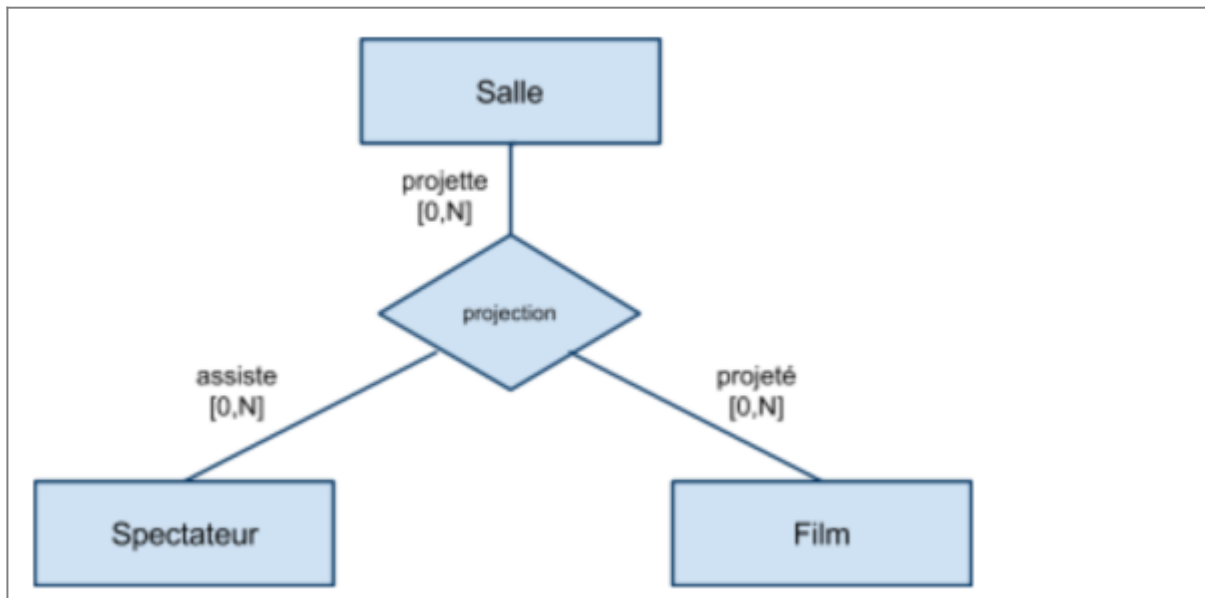 Salle
projette
[0,N]
projection
assiste
[0,N]
projeté
[0,N]
Spectateur
Film